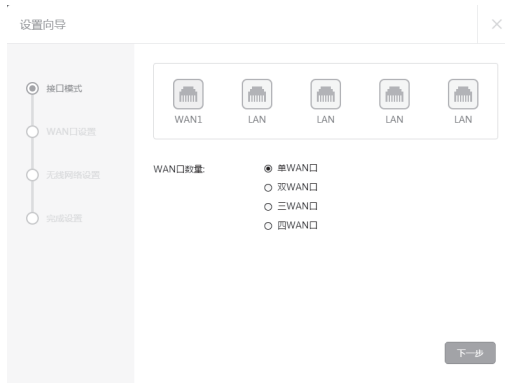 设置向导
接口模式
WAN口设置
无线网络设置
完成设置
WAN1 LAN LAN LAN LAN
WAN口数量: 单WAN口
双WAN口
三WAN口
四WAN口
下一步